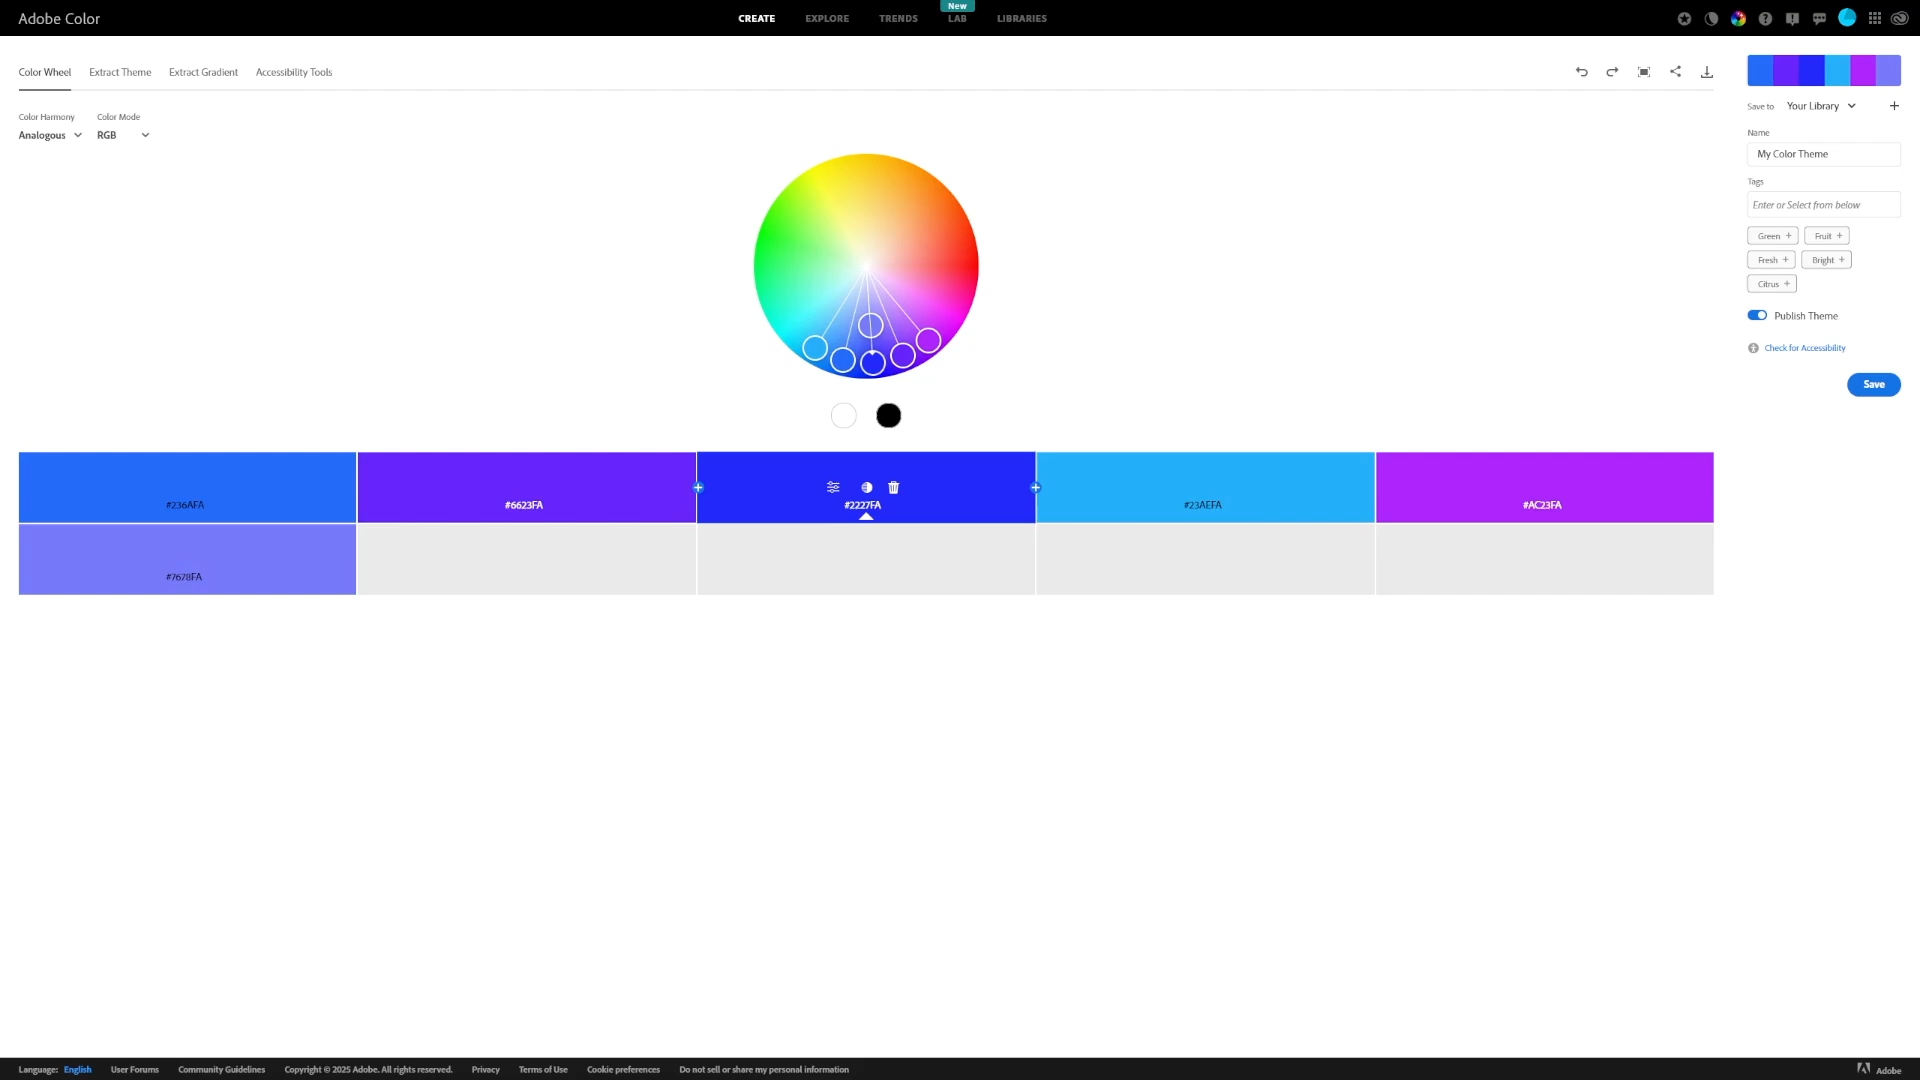 Adobe Color
CREATE
EXPLORE
TRENDS
New
LAB
LIBRARIES
Color Wheel
Extract Theme
Extract Gradient
Accessibility Tools
Color Harmony
Analogous
Color Mode
RGB
Save to
Your Library
Name
My Color Theme
Tags
Enter or Select from below
Green +
Fruit +
Fresh +
Bright +
Citrus +
Publish Theme
Check for Accessibility
Save
#236AFA
#6623FA
#2227FA
#23AEFA
#AC23FA
#7678FA
Language: English
User Forums
Community Guidelines
Copyright © 2025 Adobe. All rights reserved.
Privacy
Terms of Use
Cookie preferences
Do not sell or share my personal information
Adobe